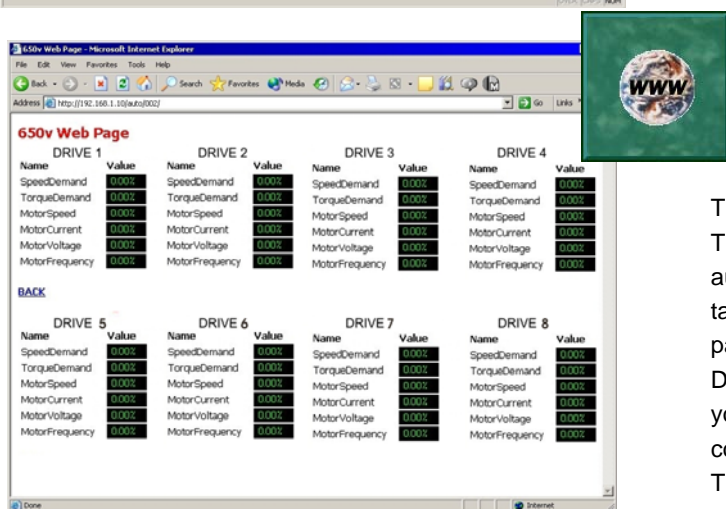 NUM
650v Web Page - Microsoft Internet Explorer
File Edit View Favorites Tools Help
Back Search Favorites Media
Address http://192.168.1.10/auto/002/ Go Links
WWW
650v Web Page
DRIVE 1 DRIVE 2 DRIVE 3 DRIVE 4
Name Value Name Value Name Value Name Value
SpeedDemand 0.00% SpeedDemand 0.00% SpeedDemand 0.00% SpeedDemand 0.00%
TorqueDemand 0.00% TorqueDemand 0.00% TorqueDemand 0.00% TorqueDemand 0.00%
MotorSpeed 0.00% MotorSpeed 0.00% MotorSpeed 0.00% MotorSpeed 0.00%
MotorCurrent 0.00% MotorCurrent 0.00% MotorCurrent 0.00% MotorCurrent 0.00%
MotorVoltage 0.00% MotorVoltage 0.00% MotorVoltage 0.00% MotorVoltage 0.00%
MotorFrequency 0.00% MotorFrequency 0.00% MotorFrequency 0.00% MotorFrequency 0.00%
BACK
DRIVE 5 DRIVE 6 DRIVE 7 DRIVE 8
Name Value Name Value Name Value Name Value
SpeedDemand 0.00% SpeedDemand 0.00% SpeedDemand 0.00% SpeedDemand 0.00%
TorqueDemand 0.00% TorqueDemand 0.00% TorqueDemand 0.00% TorqueDemand 0.00%
MotorSpeed 0.00% MotorSpeed 0.00% MotorSpeed 0.00% MotorSpeed 0.00%
MotorCurrent 0.00% MotorCurrent 0.00% MotorCurrent 0.00% MotorCurrent 0.00%
MotorVoltage 0.00% MotorVoltage 0.00% MotorVoltage 0.00% MotorVoltage 0.00%
MotorFrequency 0.00% MotorFrequency 0.00% MotorFrequency 0.00% MotorFrequency 0.00%
Done Internet